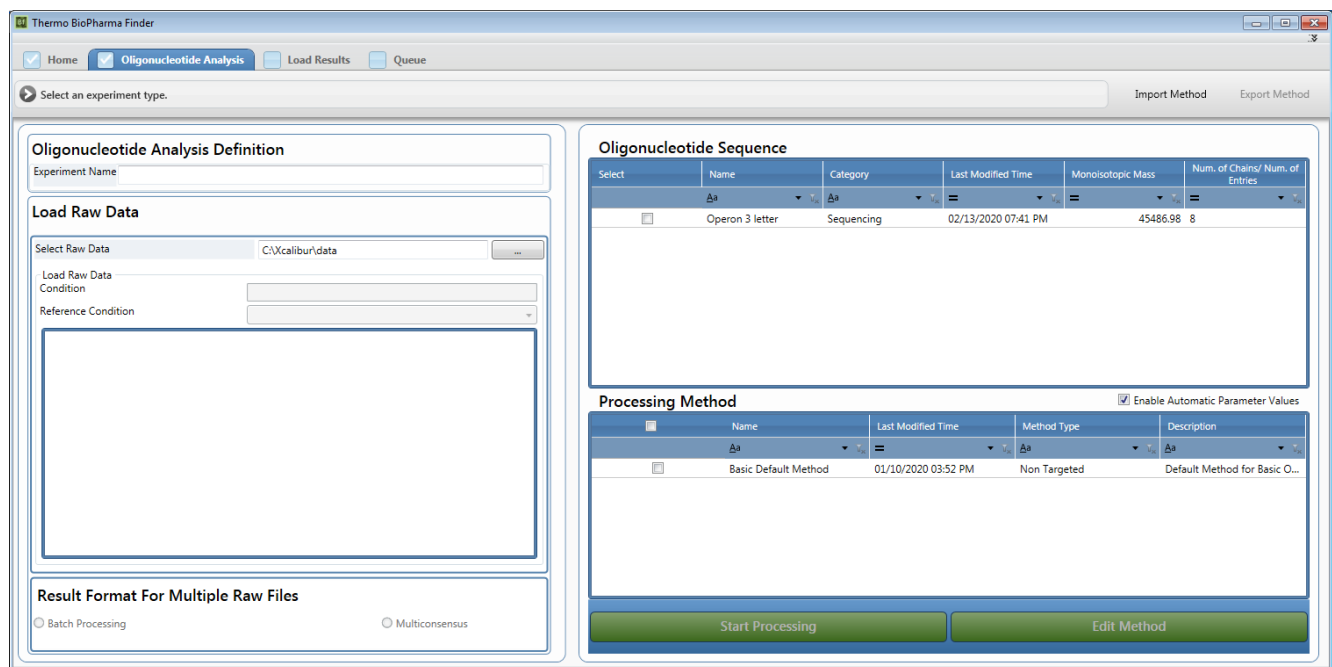 BF Thermo BioPharma Finder
Home Oligonucleotide Analysis Load Results Queue
Select an experiment type. Import Method Export Method
Oligonucleotide Analysis Definition
Experiment Name
Load Raw Data
Select Raw Data C:\Xcalibur\data ...
Load Raw Data
Condition
Reference Condition
Result Format For Multiple Raw Files
Batch Processing Multiconsensus
Oligonucleotide Sequence
Select Name Category Last Modified Time Monoisotopic Mass Num. of Chains/ Num. of
Entries
Aa Aa = = =
Operon 3 letter Sequencing 02/13/2020 07:41 PM 45486.98 8
Processing Method Enable Automatic Parameter Values
Name Last Modified Time Method Type Description
Aa = Aa Aa
Basic Default Method 01/10/2020 03:52 PM Non Targeted Default Method for Basic O...
Start Processing Edit Method